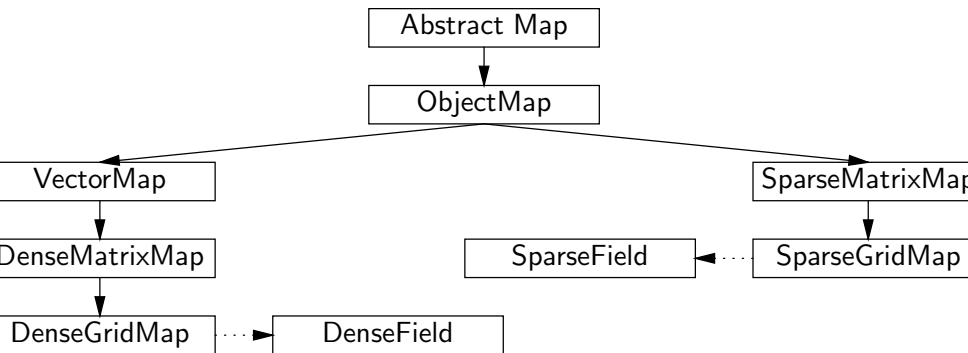 Abstract Map
ObjectMap
VectorMap
SparseMatrixMap
DenseMatrixMap
SparseField
SparseGridMap
DenseGridMap
DenseField